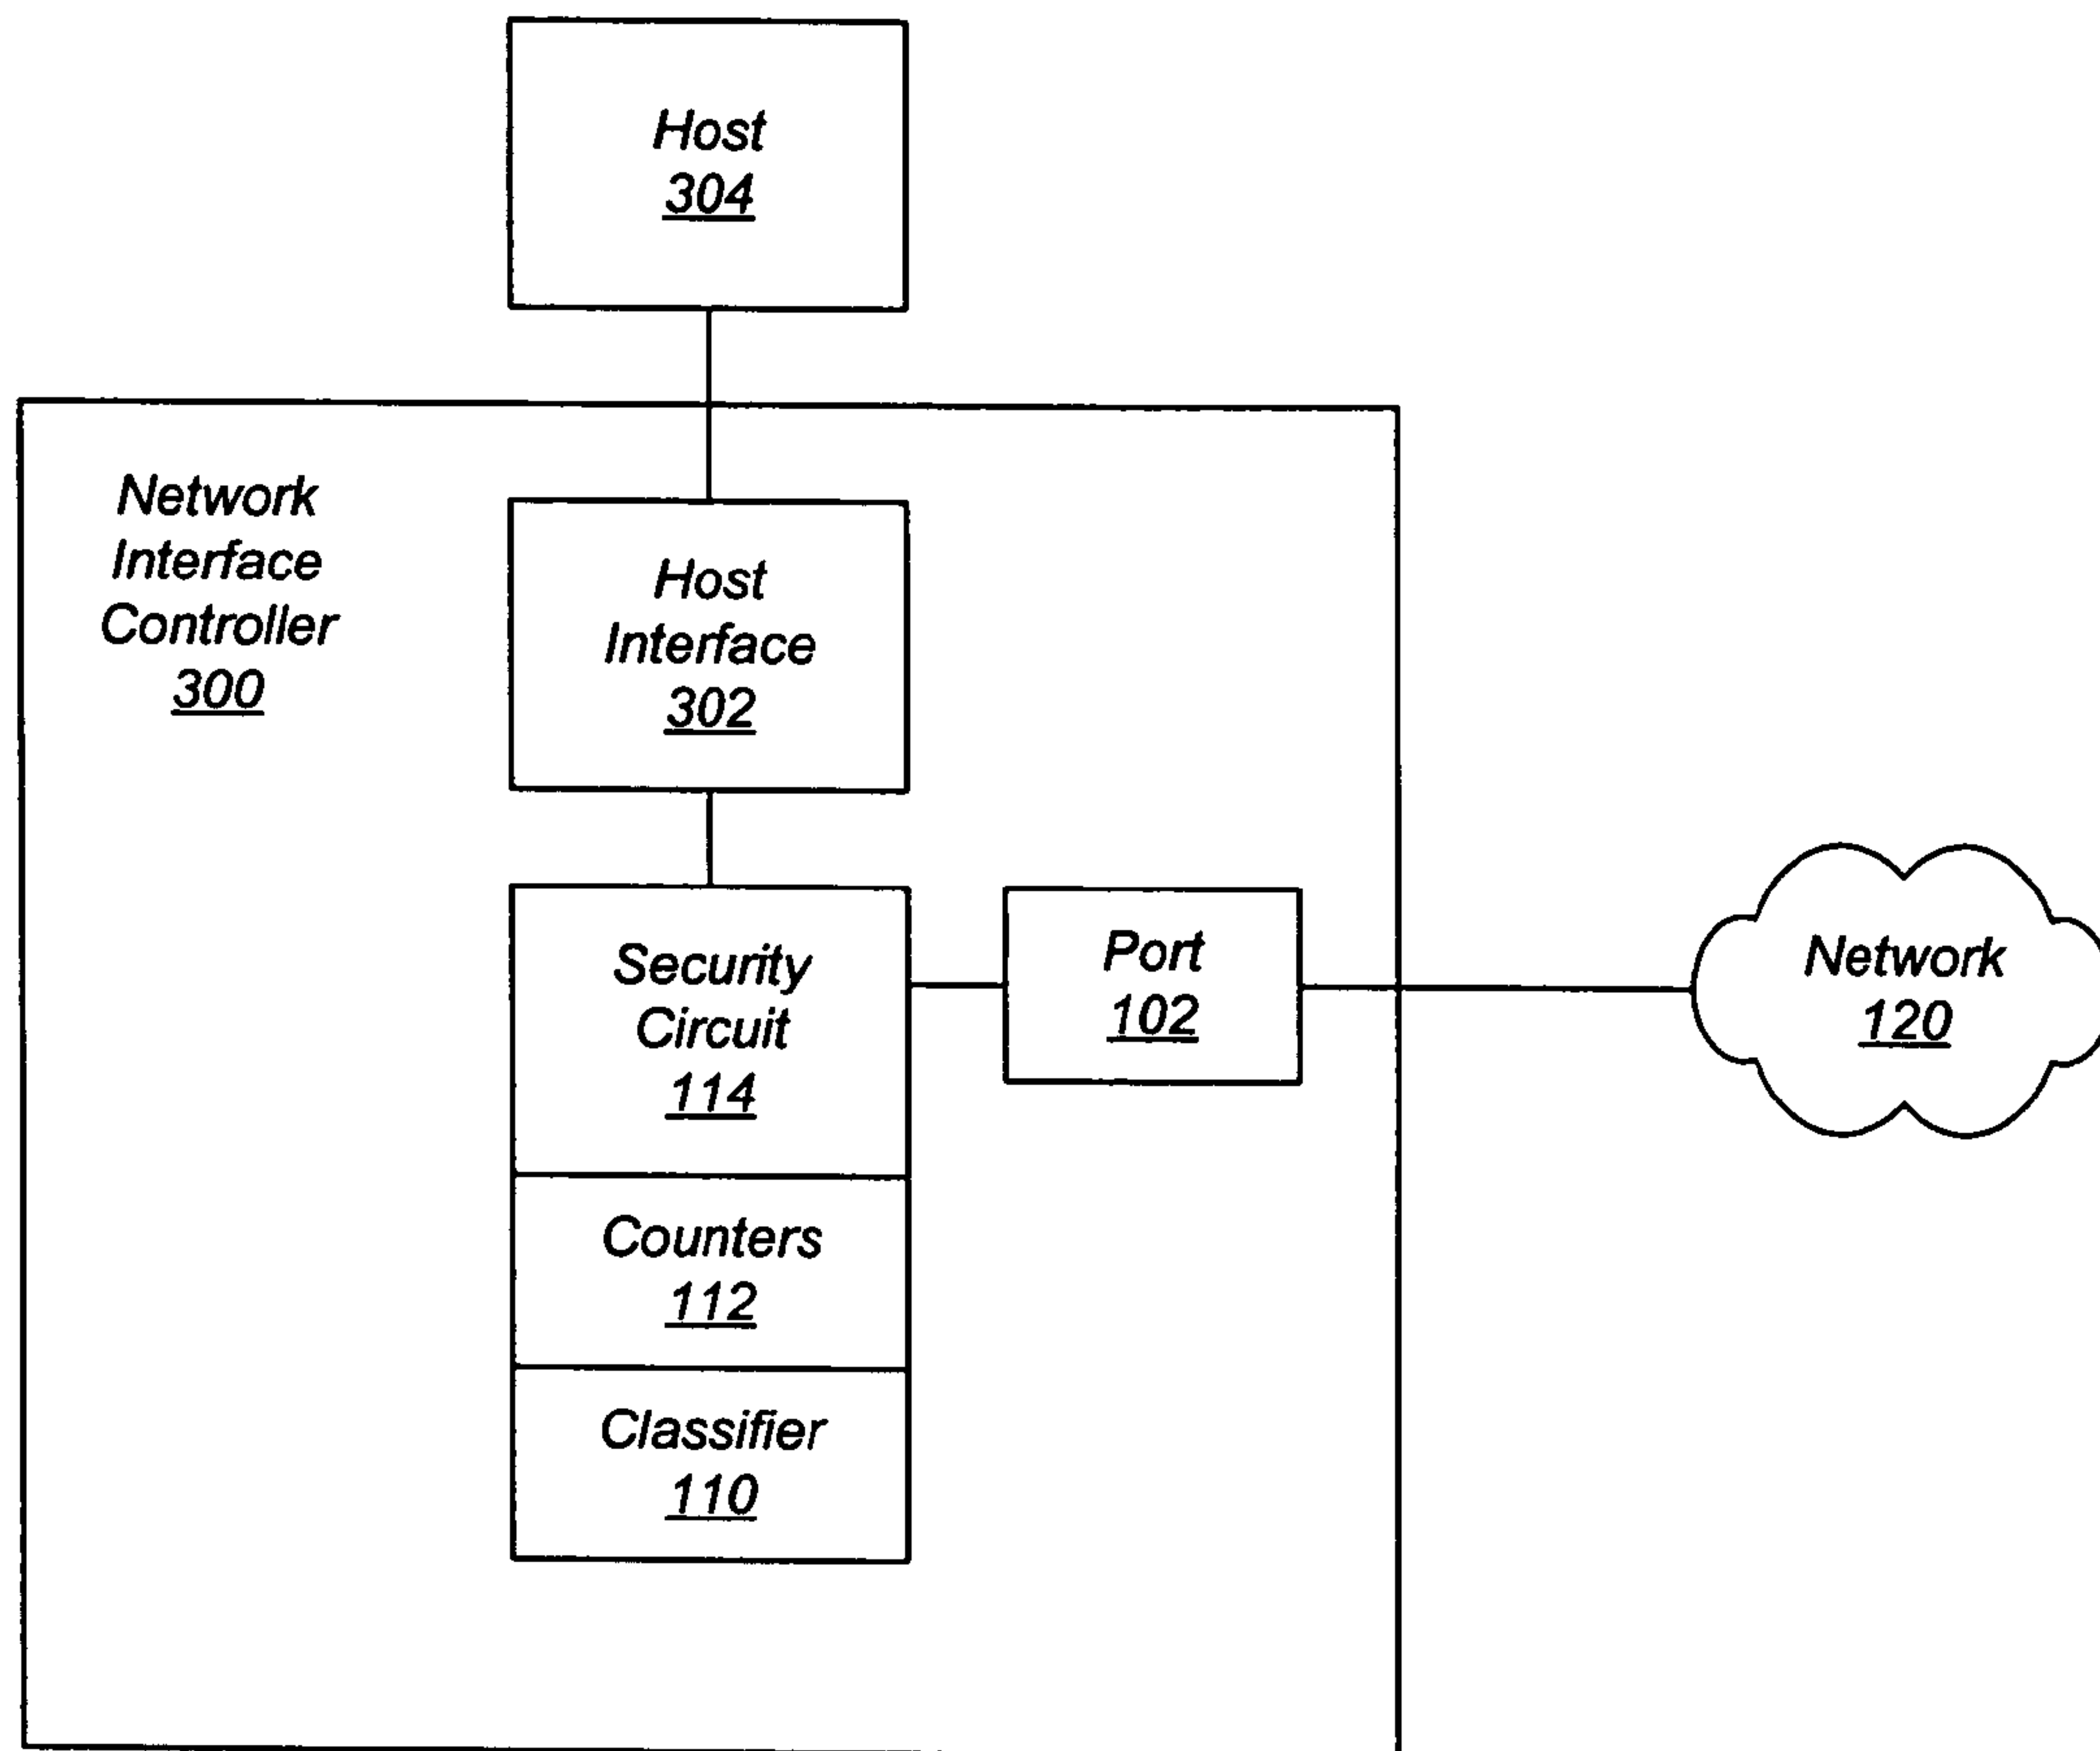 Host
304
Network
Interface
Controller
300
Host
Interface
302
Security
Circuit
114
Port
102
Network
120
Counters
112
Classifier
110